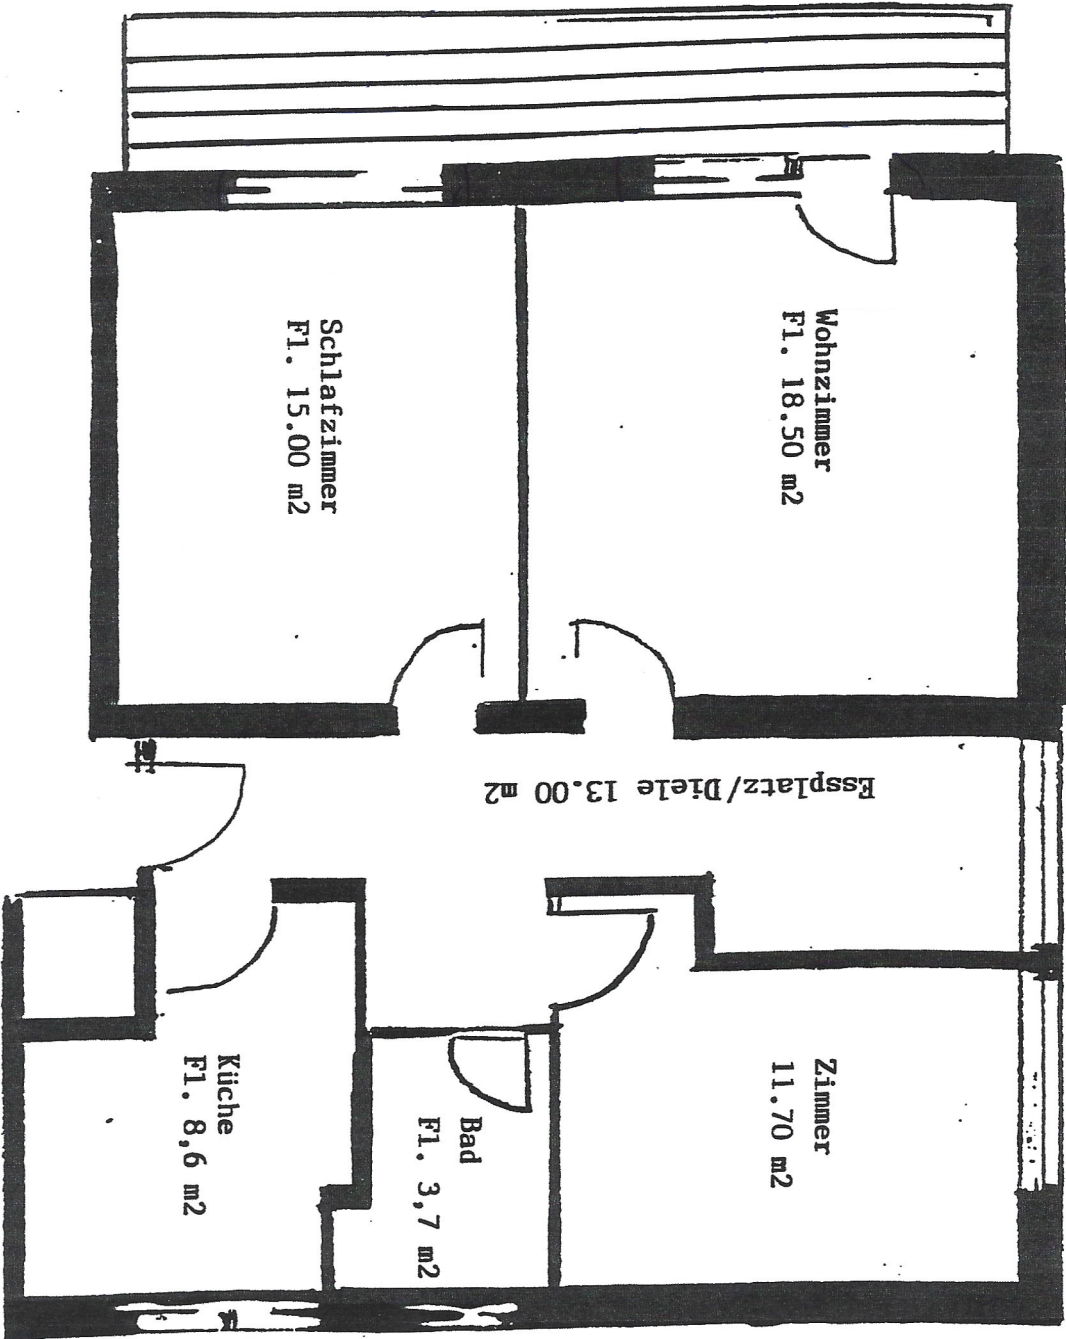 Wohnzimmer
Fl. 18.50 m2
Schlafzimmer
Fl. 15.00 m2
Essplatz/Diele 13.00 m2
Zimmer
11.70 m2
Bad
Fl. 3,7 m2
Küche
Fl. 8,6 m2